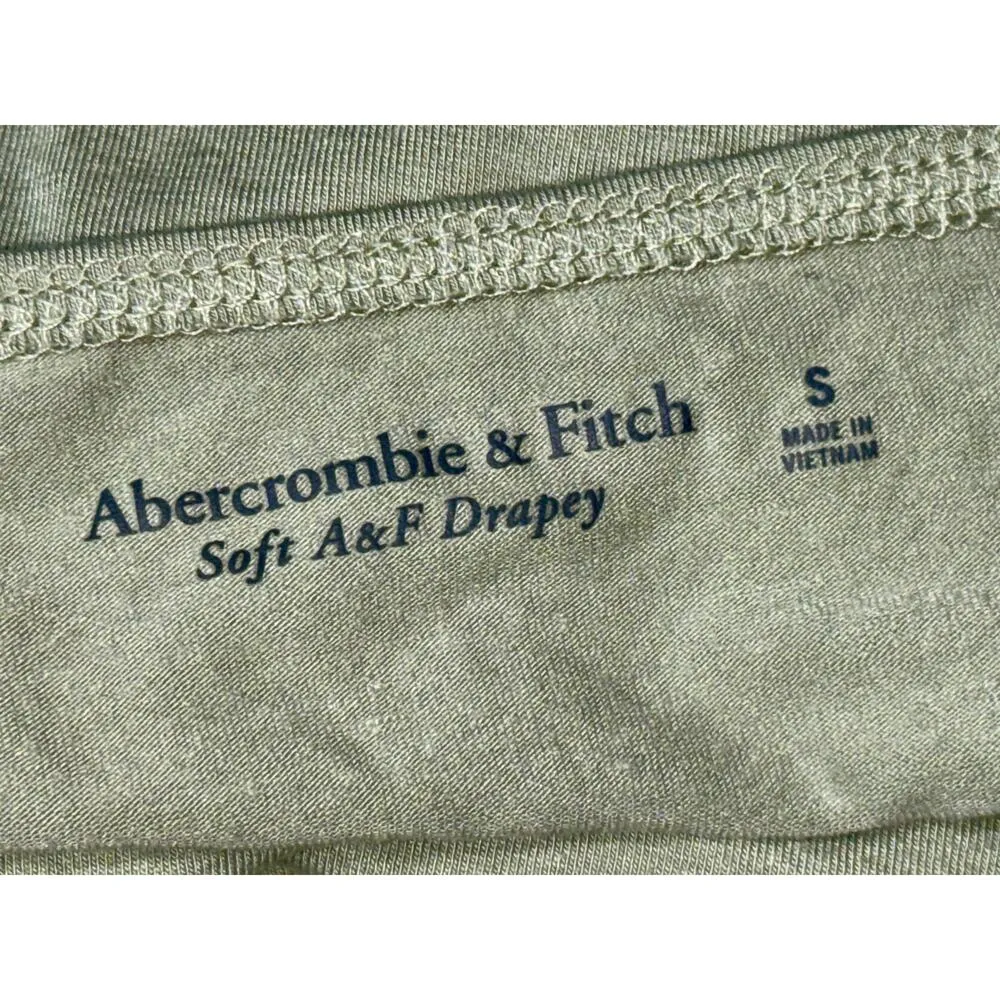 Abercrombie & Fitch
Soft A&F Drapey
S
MADE IN
VIETNAM